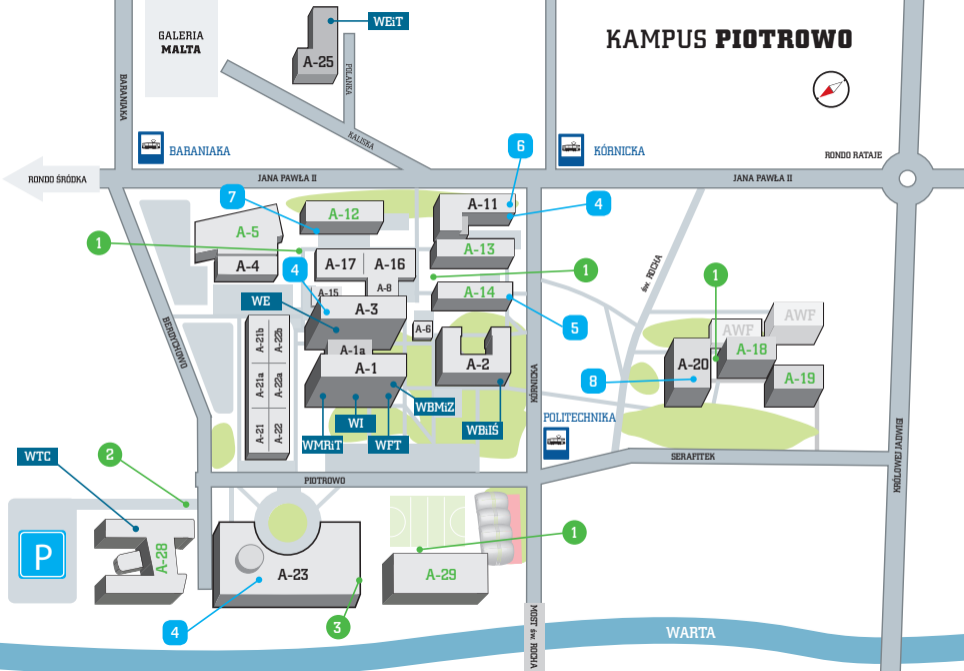 WEiT
GALERIA
MALTA
KAMPUS PIOTROWO
A-25
POLANKA
BARANIAKA
KALISKA
BARANIAKA
KÓRNICKA
6
RONDO RATAJE
RONDO ŚRÓDKA
JANA PAWŁA II
JANA PAWŁA II
7
A-11
4
A-12
A-5
1
A-13
A-4
4
A-17
A-16
1
św. ROCHA
1
A-15
A-8
A-14
WE
A-3
A-6
5
AWF
AWF
A-21b
A-22b
A-1a
A-18
BERDYCHOWO
A-1
A-2
A-20
8
A-19
A-21a
A-22a
KÓRNICKA
WBMiZ
WI
POLITECHNIKA
A-21
A-22
WMRiT
WFT
WBiIŚ
KRÓLOWEJ JADWIGI
WTC
2
SERAFITEK
PIOTROWO
1
P
A-28
A-23
A-29
4
3
MOST św. ROCHA
WARTA